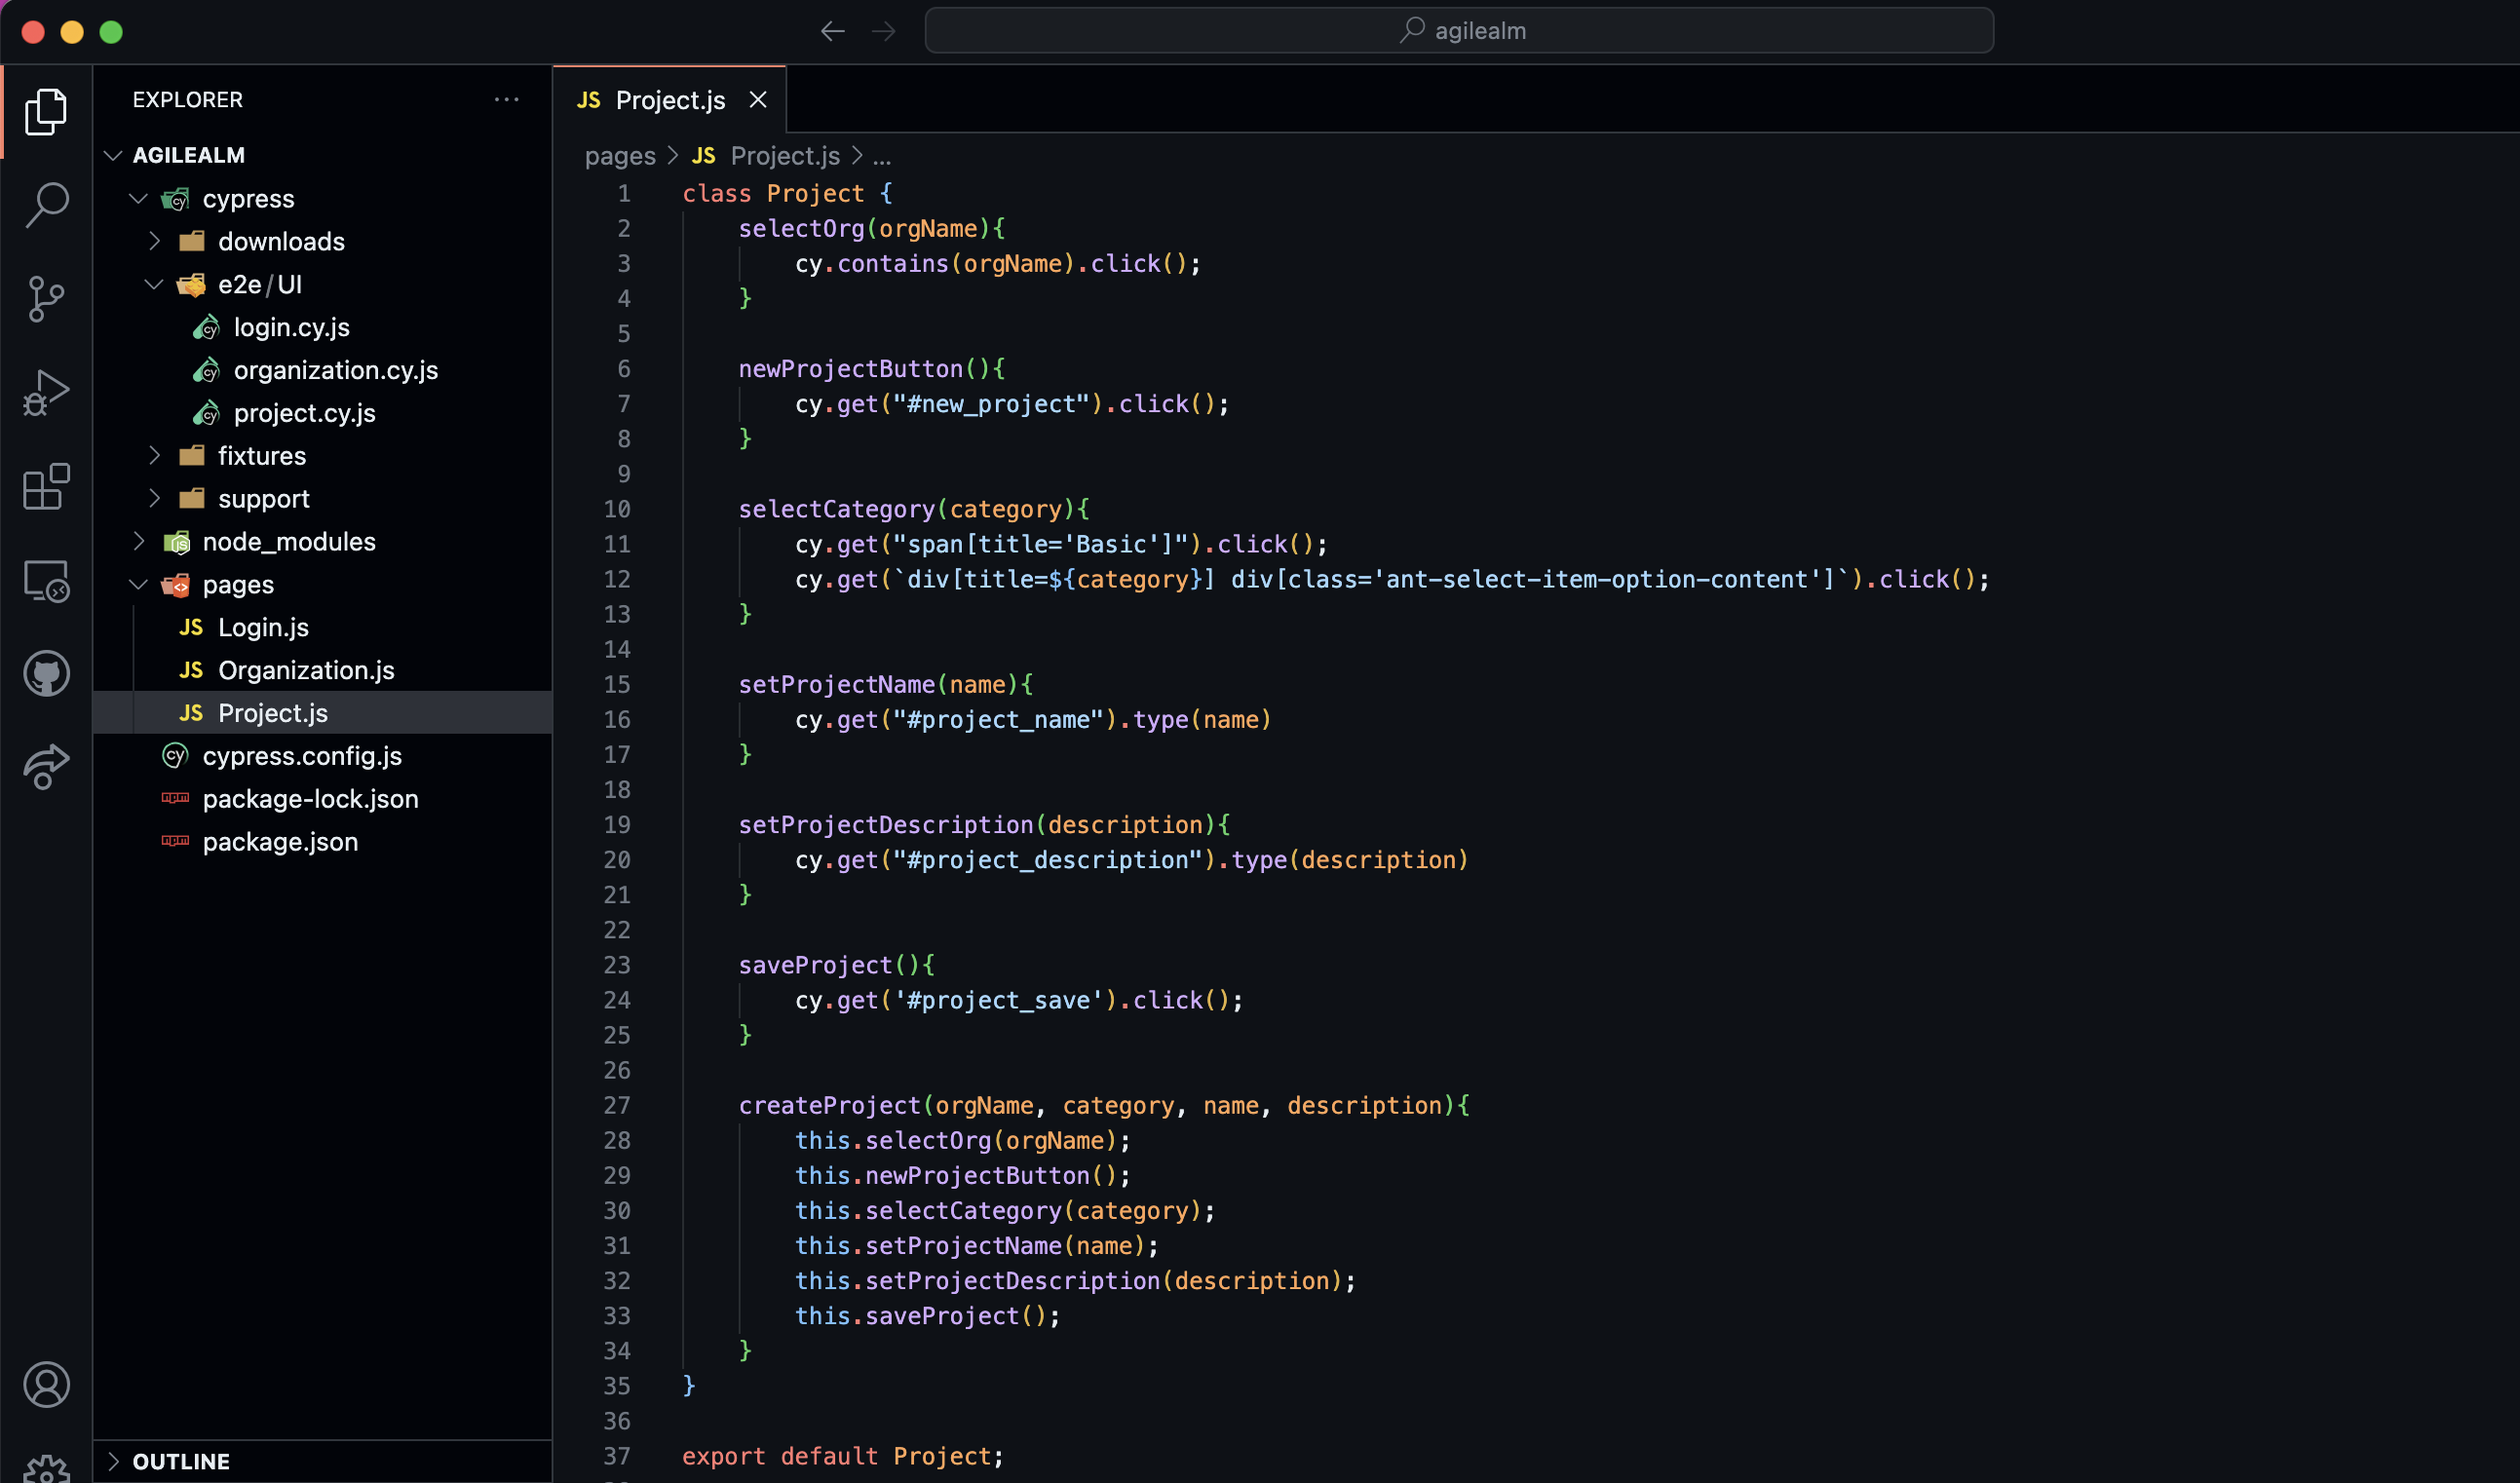 agilealm
EXPLORER
AGILEALM
cypress
downloads
e2e/UI
login.cy.js
organization.cy.js
project.cy.js
fixtures
support
node_modules
pages
JS Login.js
JS Organization.js
JS Project.js
cypress.config.js
package-lock.json
package.json
OUTLINE
JS Project.js
pages > JS Project.js > ...
1 class Project {
2     selectOrg(orgName){
3         cy.contains(orgName).click();
4     }
5
6     newProjectButton(){
7         cy.get("#new_project").click();
8     }
9
10     selectCategory(category){
11         cy.get("span[title='Basic']").click();
12         cy.get(`div[title=${category}] div[class='ant-select-item-option-content']`).click();
13     }
14
15     setProjectName(name){
16         cy.get("#project_name").type(name)
17     }
18
19     setProjectDescription(description){
20         cy.get("#project_description").type(description)
21     }
22
23     saveProject(){
24         cy.get('#project_save').click();
25     }
26
27     createProject(orgName, category, name, description){
28         this.selectOrg(orgName);
29         this.newProjectButton();
30         this.selectCategory(category);
31         this.setProjectName(name);
32         this.setProjectDescription(description);
33         this.saveProject();
34     }
35 }
36
37 export default Project;